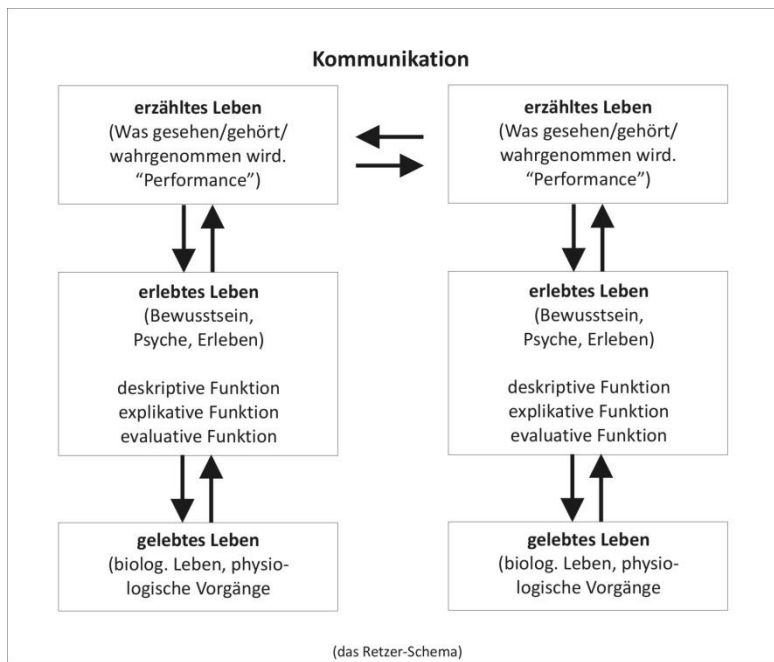 Kommunikation
erzähltes Leben
(Was gesehen/gehört/
wahrgenommen wird.
“Performance”)
erzähltes Leben
(Was gesehen/gehört/
wahrgenommen wird.
“Performance”)
erlebtes Leben
(Bewusstsein,
Psyche, Erleben)
deskriptive Funktion
explikative Funktion
evaluative Funktion
erlebtes Leben
(Bewusstsein,
Psyche, Erleben)
deskriptive Funktion
explikative Funktion
evaluative Funktion
gelebtes Leben
(biolog. Leben, physio-
logische Vorgänge
gelebtes Leben
(biolog. Leben, physio-
logische Vorgänge
(das Retzer-Schema)